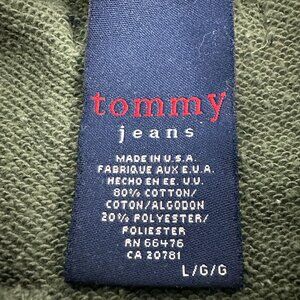 tommy
jeans
MADE IN U.S.A.
FABRIQUE AUX E.U.A.
HECHO EN EE. U.U.
80% COTTON/
COTON/ALGODON
20% POLYESTER/
POLIESTER
RN 66476
CA 20781
L/G/G